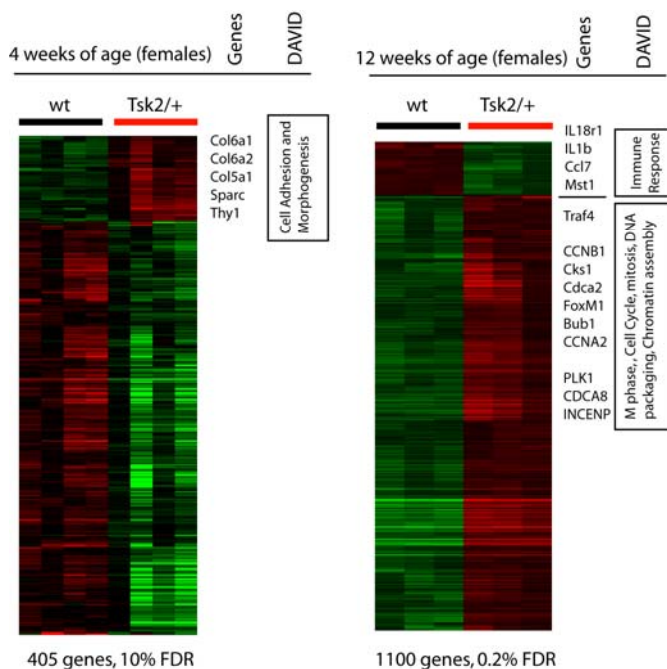 4 weeks of age (females)
Genes
DAVID
wt
Tsk2/+
Col6a1
Col6a2
Col5a1
Sparc
Thy1
Cell Adhesion and
Morphogenesis
405 genes, 10% FDR
12 weeks of age (females)
Genes
DAVID
wt
Tsk2/+
IL18r1
IL1b
Ccl7
Mst1
Immune
Response
Traf4
CCNB1
Cks1
Cdca2
FoxM1
Bub1
CCNA2
PLK1
CDCA8
INCENP
M phase, , Cell Cycle, mitosis, DNA
packaging, Chromatin assembly
1100 genes, 0.2% FDR